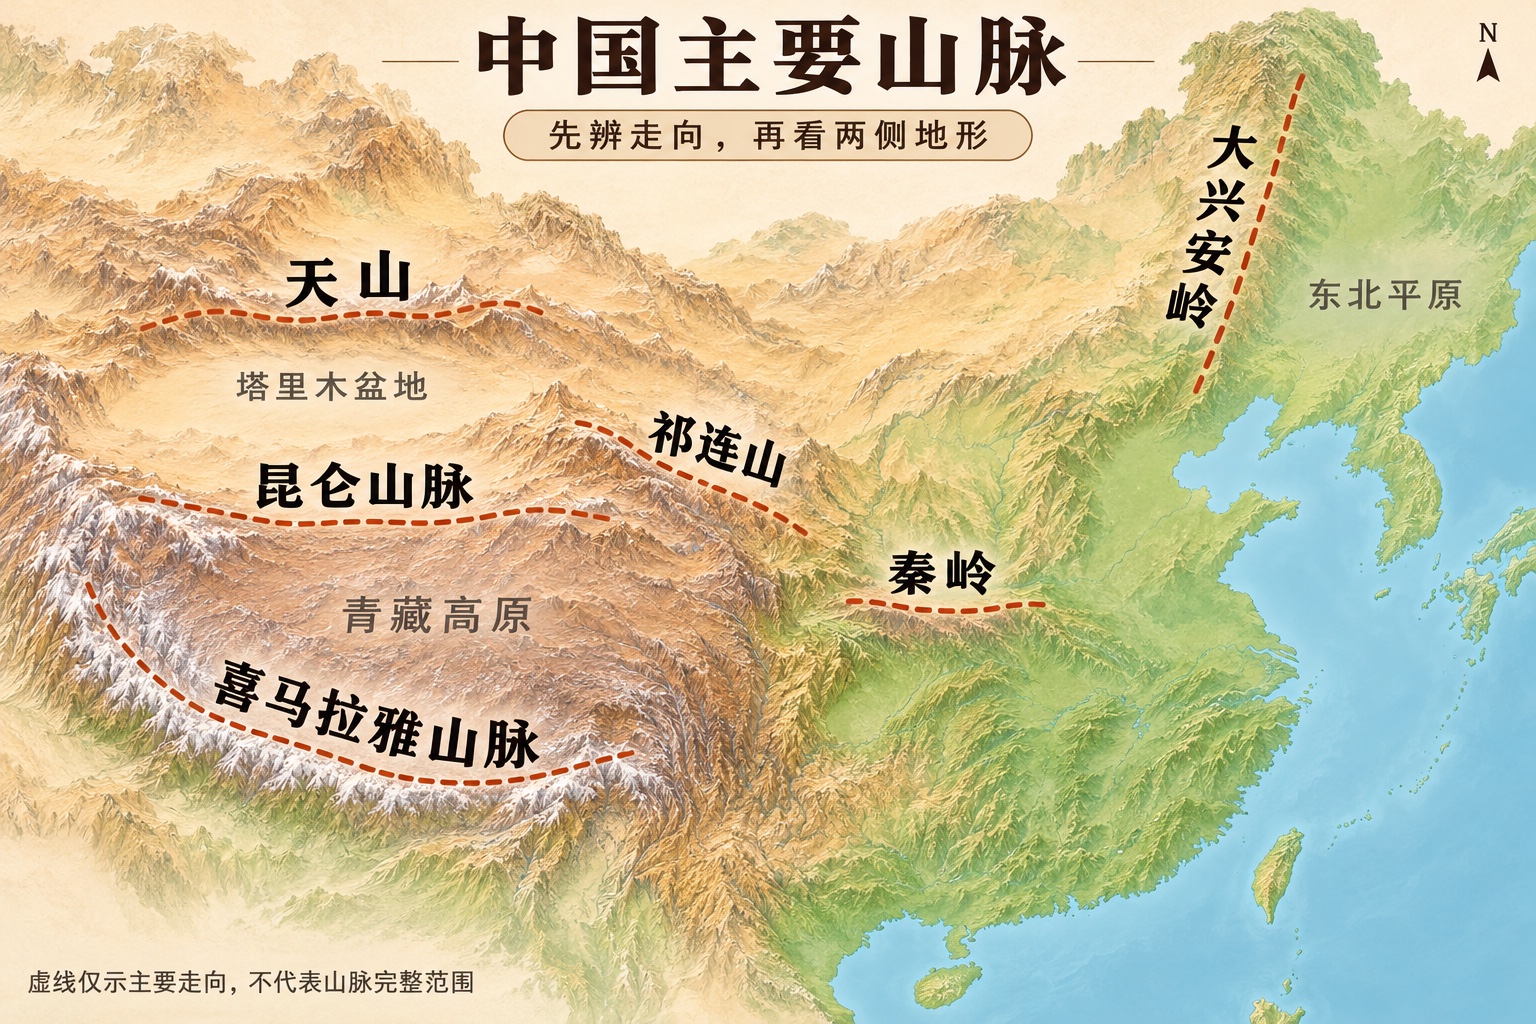 中国主要山脉
N
先辨走向，再看两侧地形
大兴安岭
东北平原
天山
塔里木盆地
祁连山
昆仑山脉
秦岭
青藏高原
喜马拉雅山脉
虚线仅示主要走向，不代表山脉完整范围